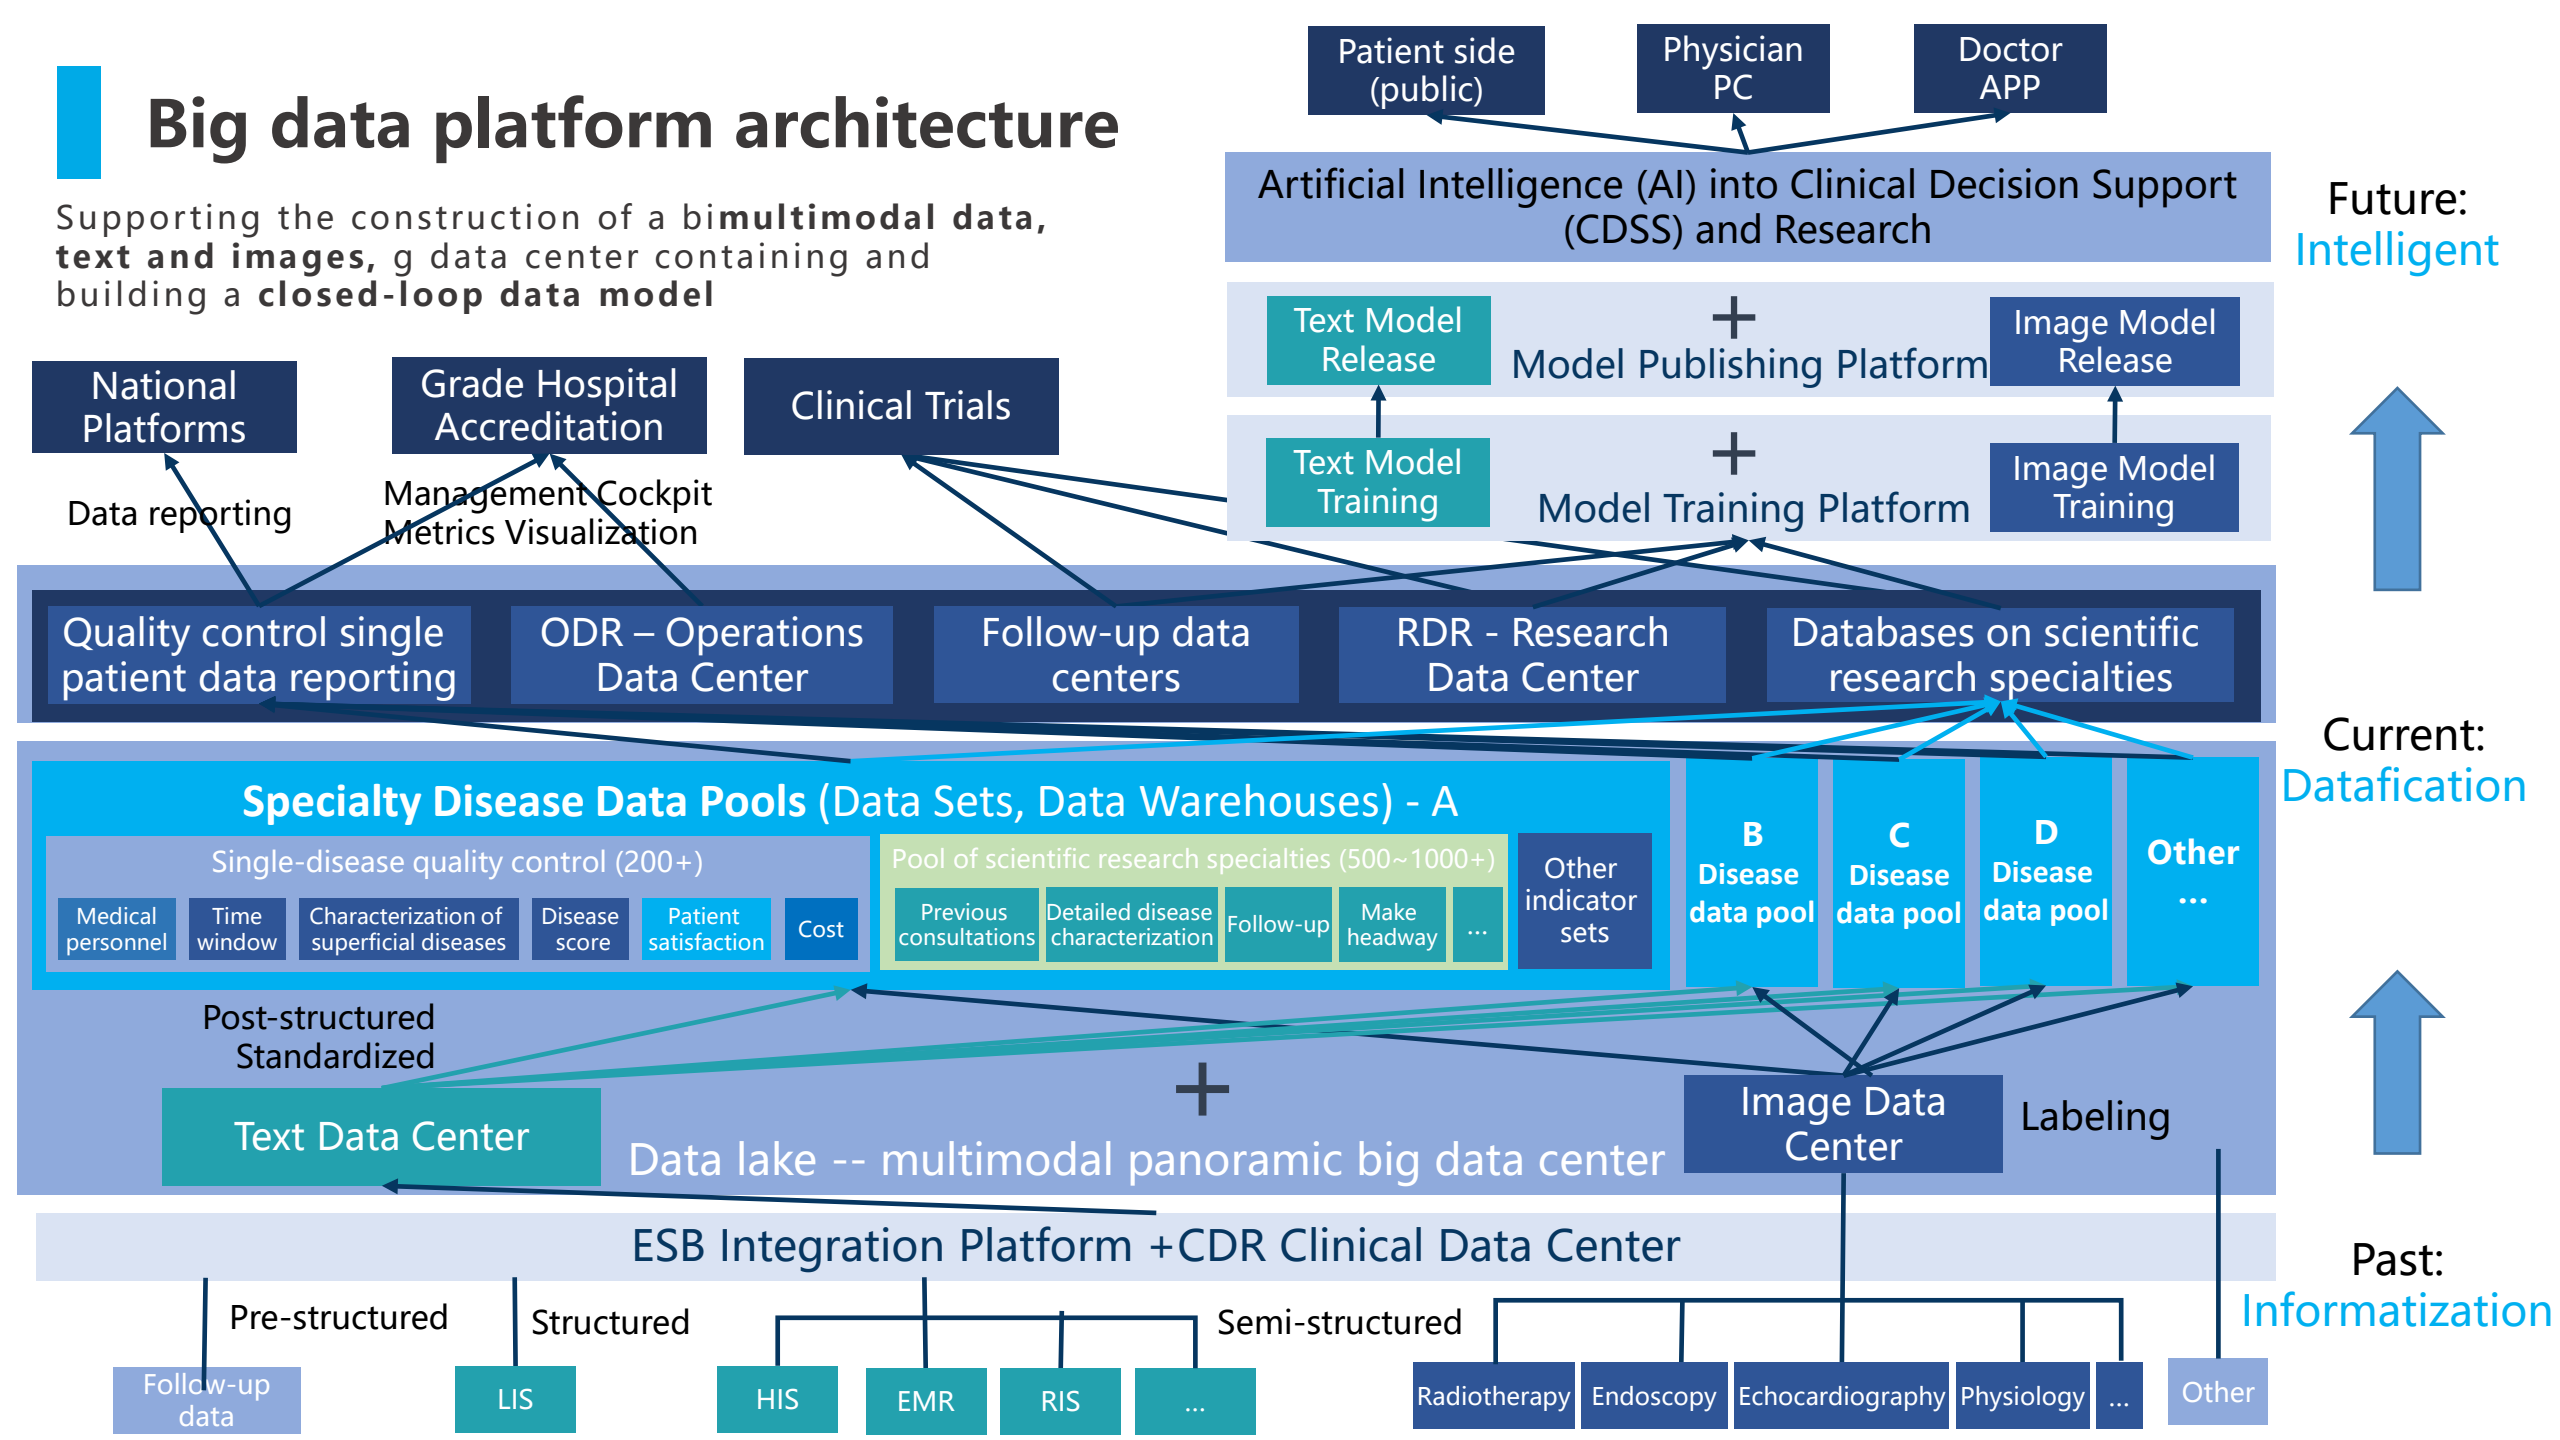 Big data platform architecture
Supporting the construction of a bimultimodal data,
text and images, g data center containing and
building a closed-loop data model
Patient side
(public)
Physician
PC
Doctor
APP
Artificial Intelligence (AI) into Clinical Decision Support
(CDSS) and Research
Future:
Intelligent
Text Model
Release
+
Model Publishing Platform
Image Model
Release
Text Model
Training
+
Model Training Platform
Image Model
Training
National
Platforms
Grade Hospital
Accreditation
Clinical Trials
Data reporting
Management Cockpit
Metrics Visualization
Quality control single
patient data reporting
ODR – Operations
Data Center
Follow-up data
centers
RDR - Research
Data Center
Databases on scientific
research specialties
Current:
Datafication
Specialty Disease Data Pools (Data Sets, Data Warehouses) - A
Single-disease quality control (200+)
Medical
personnel
Time
window
Characterization of
superficial diseases
Disease
score
Patient
satisfaction
Cost
Pool of scientific research specialties (500~1000+)
Previous
consultations
Detailed disease
characterization
Follow-up
Make
headway
...
Other
indicator
sets
B
Disease
data pool
C
Disease
data pool
D
Disease
data pool
Other
...
Post-structured
Standardized
Text Data Center
+
Data lake -- multimodal panoramic big data center
Image Data
Center
Labeling
ESB Integration Platform +CDR Clinical Data Center
Past:
Informatization
Pre-structured
Structured
Semi-structured
Follow-up
data
LIS
HIS
EMR
RIS
...
Radiotherapy
Endoscopy
Echocardiography
Physiology
...
Other